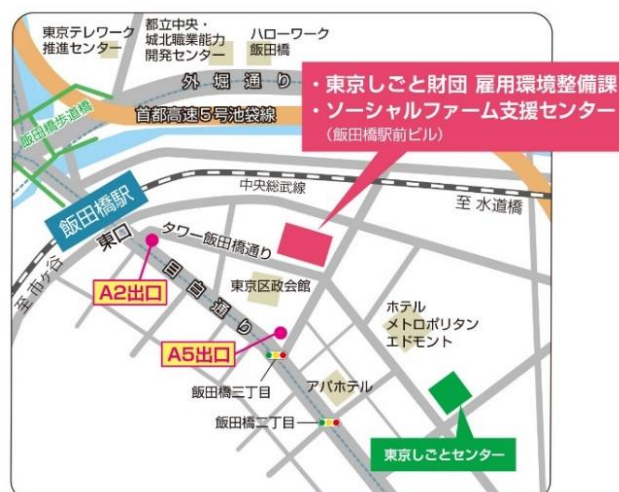 東京テレワーク
推進センター
都立中央・
城北職業能力
開発センター
ハローワーク
飯田橋
外堀通り
・東京しごと財団 雇用環境整備課
・ソーシャルファーム支援センター
(飯田橋駅前ビル)
首都高速5号池袋線
飯田橋歩道橋
中央総武線
至 水道橋
飯田橋駅
東口
タワー飯田橋通り
至 市ヶ谷
A2出口
目白通り
東京区政会館
ホテル
メトロポリタン
エドモント
A5出口
飯田橋三丁目
アパホテル
飯田橋二丁目
東京しごとセンター